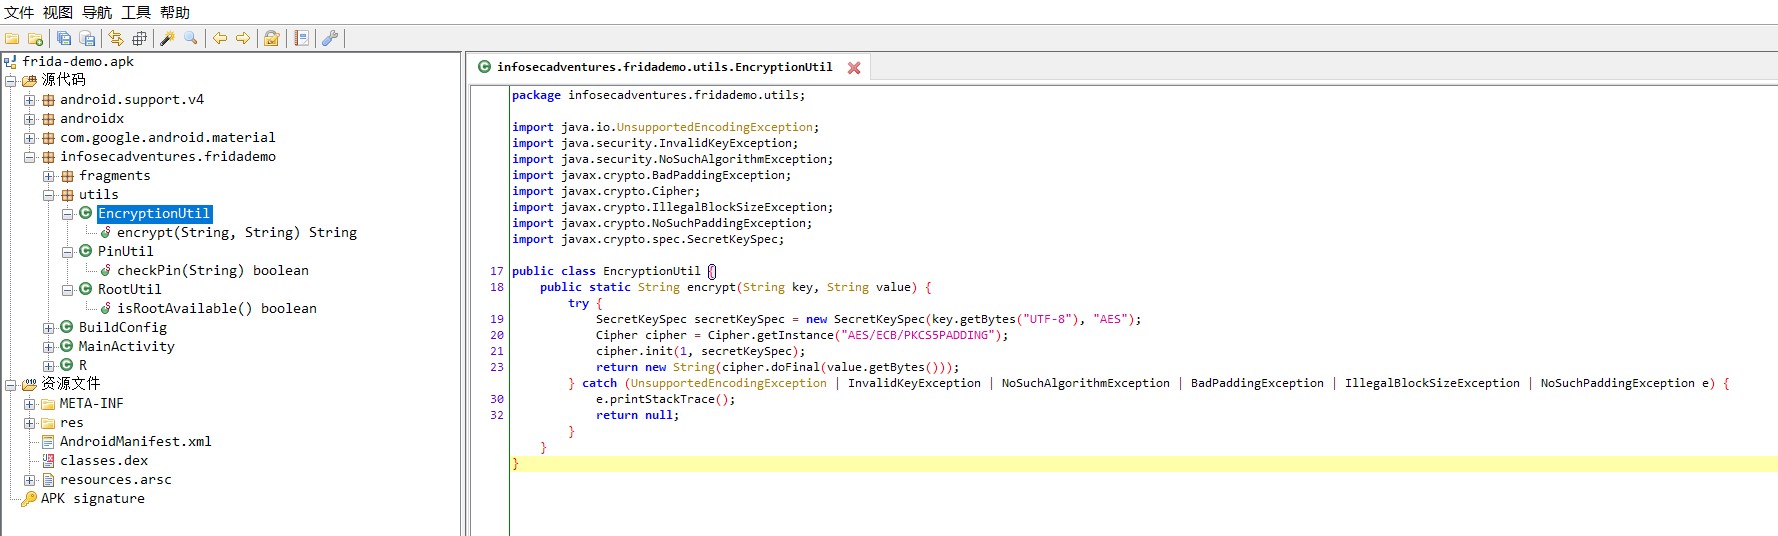 文件 视图 导航 工具 帮助
frida-demo.apk
源代码
android.support.v4
androidx
com.google.android.material
infosecadventures.fridademo
fragments
utils
EncryptionUtil
encrypt(String, String) String
PinUtil
checkPin(String) boolean
RootUtil
isRootAvailable() boolean
BuildConfig
MainActivity
R
资源文件
META-INF
res
AndroidManifest.xml
classes.dex
resources.arsc
APK signature
infosecadventures.fridademo.utils.EncryptionUtil
package infosecadventures.fridademo.utils;
import java.io.UnsupportedEncodingException;
import java.security.InvalidKeyException;
import java.security.NoSuchAlgorithmException;
import javax.crypto.BadPaddingException;
import javax.crypto.Cipher;
import javax.crypto.IllegalBlockSizeException;
import javax.crypto.NoSuchPaddingException;
import javax.crypto.spec.SecretKeySpec;
17 public class EncryptionUtil {
18 public static String encrypt(String key, String value) {
try {
19 SecretKeySpec secretKeySpec = new SecretKeySpec(key.getBytes("UTF-8"), "AES");
20 Cipher cipher = Cipher.getInstance("AES/ECB/PKCS5PADDING");
21 cipher.init(1, secretKeySpec);
23 return new String(cipher.doFinal(value.getBytes()));
} catch (UnsupportedEncodingException | InvalidKeyException | NoSuchAlgorithmException | BadPaddingException | IllegalBlockSizeException | NoSuchPaddingException e) {
30 e.printStackTrace();
32 return null;
}
}
}